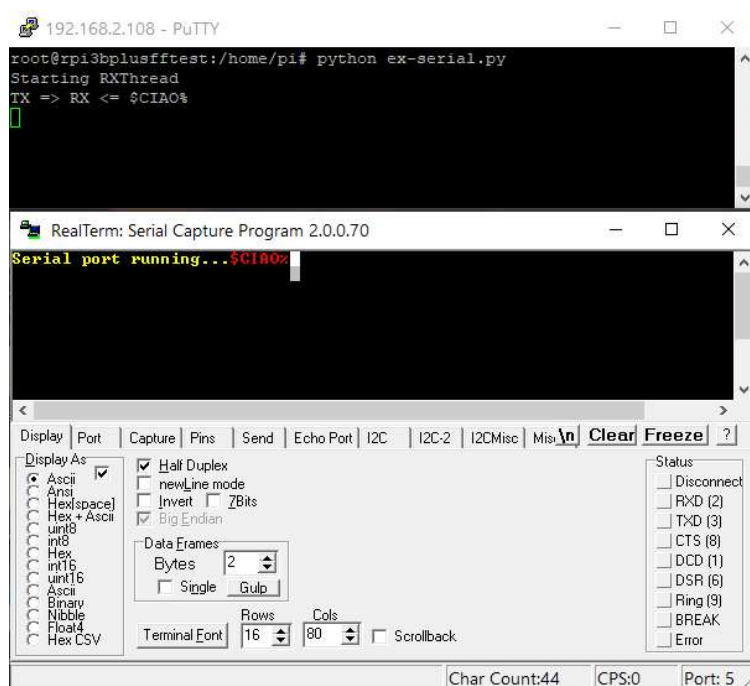 192.168.2.108 - PuTTY
root@rpi3bplusfftest:/home/pi# python ex-serial.py
Starting RXThread
TX => RX <= $CIAO%
RealTerm: Serial Capture Program 2.0.0.70
Serial port running...$CIAO%
Display Port Capture Pins Send Echo Port I2C I2C-2 I2CMisc Mis \n Clear Freeze ?
Display As
Ascii
Ansi
Hex[space]
Hex + Ascii
uint8
int8
Hex
int16
uint16
Ascii
Binary
Nibble
Float4
Hex CSV
Half Duplex
newLine mode
Invert 7Bits
Big Endian
Data Frames
Bytes 2
Single Gulp
Rows Cols
Terminal Font 16 80 Scrollback
Status
Disconnect
RXD (2)
TXD (3)
CTS (8)
DCD (1)
DSR (6)
Ring (9)
BREAK
Error
Char Count:44 CPS:0 Port: 5